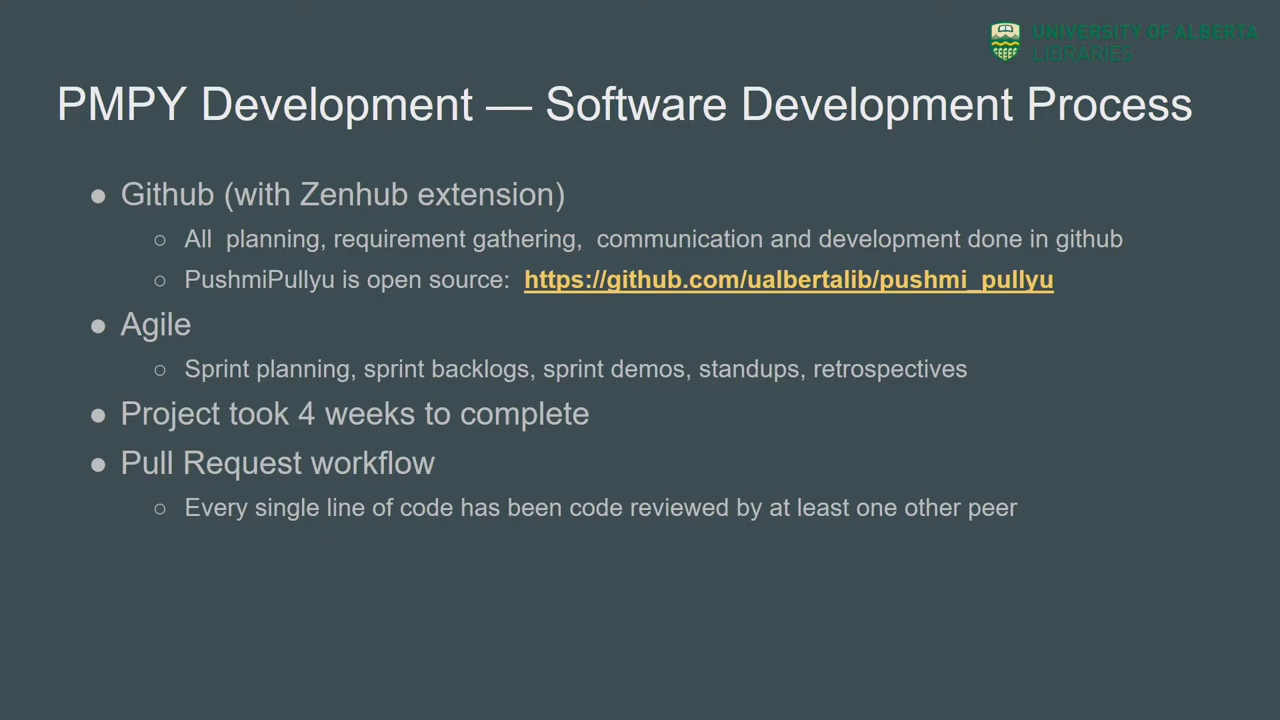 UNIVERSITY OF ALBERTA
LIBRARIES
PMPY Development — Software Development Process
● Github (with Zenhub extension)
○ All  planning, requirement gathering,  communication and development done in github
○ PushmiPullyu is open source:  https://github.com/ualbertalib/pushmi_pullyu
● Agile
○ Sprint planning, sprint backlogs, sprint demos, standups, retrospectives
● Project took 4 weeks to complete
● Pull Request workflow
○ Every single line of code has been code reviewed by at least one other peer